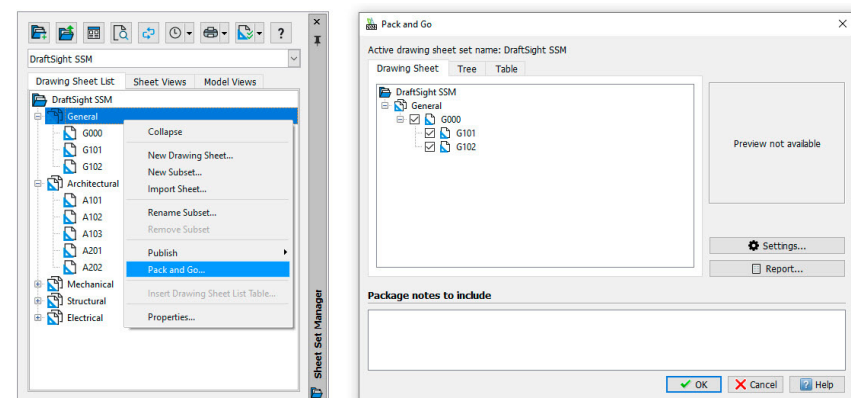 ?
DraftSight SSM
Drawing Sheet List Sheet Views Model Views
DraftSight SSM
General
G000
G101
G102
Architectural
A101
A102
A103
A201
A202
Mechanical
Structural
Electrical
Collapse
New Drawing Sheet...
New Subset...
Import Sheet...
Rename Subset...
Remove Subset
Publish
Pack and Go...
Insert Drawing Sheet List Table...
Properties...
Sheet Set Manager
Pack and Go
Active drawing sheet set name: DraftSight SSM
Drawing Sheet Tree Table
DraftSight SSM
General
G000
G101
G102
Preview not available
Settings...
Report...
Package notes to include
OK Cancel Help